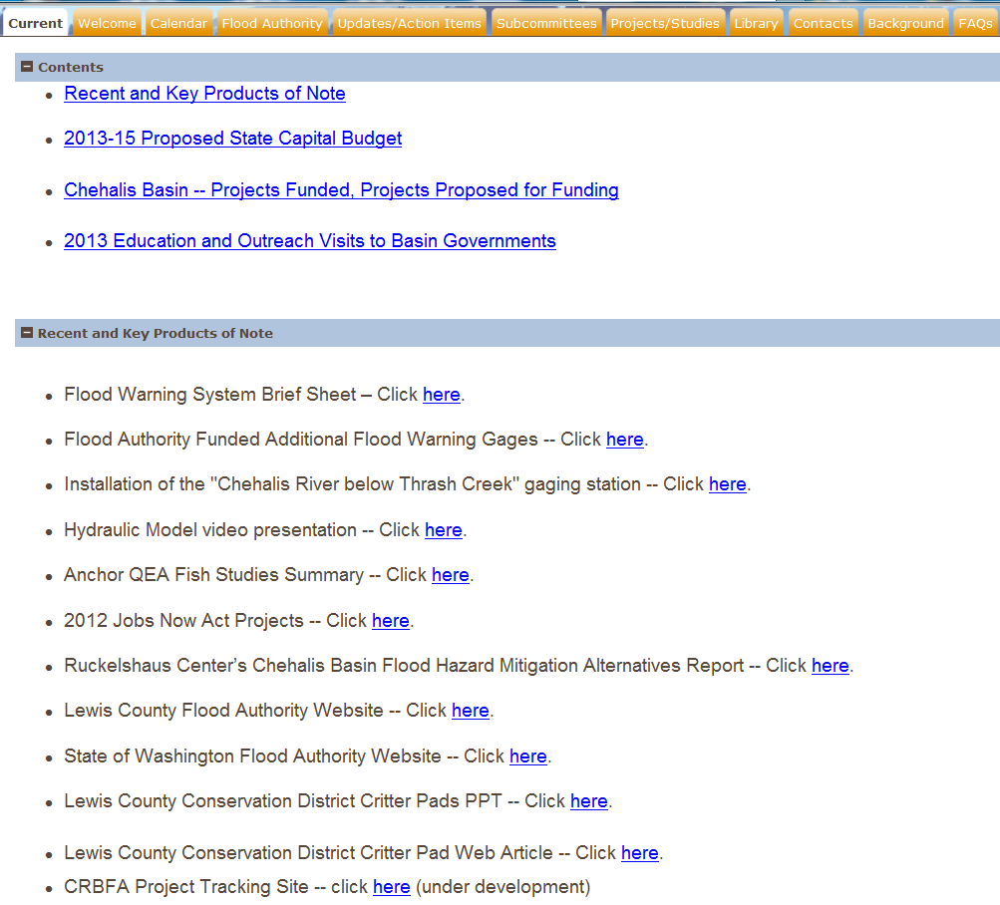 Current Welcome Calendar Flood Authority Updates/Action Items Subcommittees Projects/Studies Library Contacts Background FAQs
Contents
Recent and Key Products of Note
2013-15 Proposed State Capital Budget
Chehalis Basin -- Projects Funded, Projects Proposed for Funding
2013 Education and Outreach Visits to Basin Governments
Recent and Key Products of Note
Flood Warning System Brief Sheet – Click here.
Flood Authority Funded Additional Flood Warning Gages -- Click here.
Installation of the "Chehalis River below Thrash Creek" gaging station -- Click here.
Hydraulic Model video presentation -- Click here.
Anchor QEA Fish Studies Summary -- Click here.
2012 Jobs Now Act Projects -- Click here.
Ruckelshaus Center’s Chehalis Basin Flood Hazard Mitigation Alternatives Report -- Click here.
Lewis County Flood Authority Website -- Click here.
State of Washington Flood Authority Website -- Click here.
Lewis County Conservation District Critter Pads PPT -- Click here.
Lewis County Conservation District Critter Pad Web Article -- Click here.
CRBFA Project Tracking Site -- click here (under development)